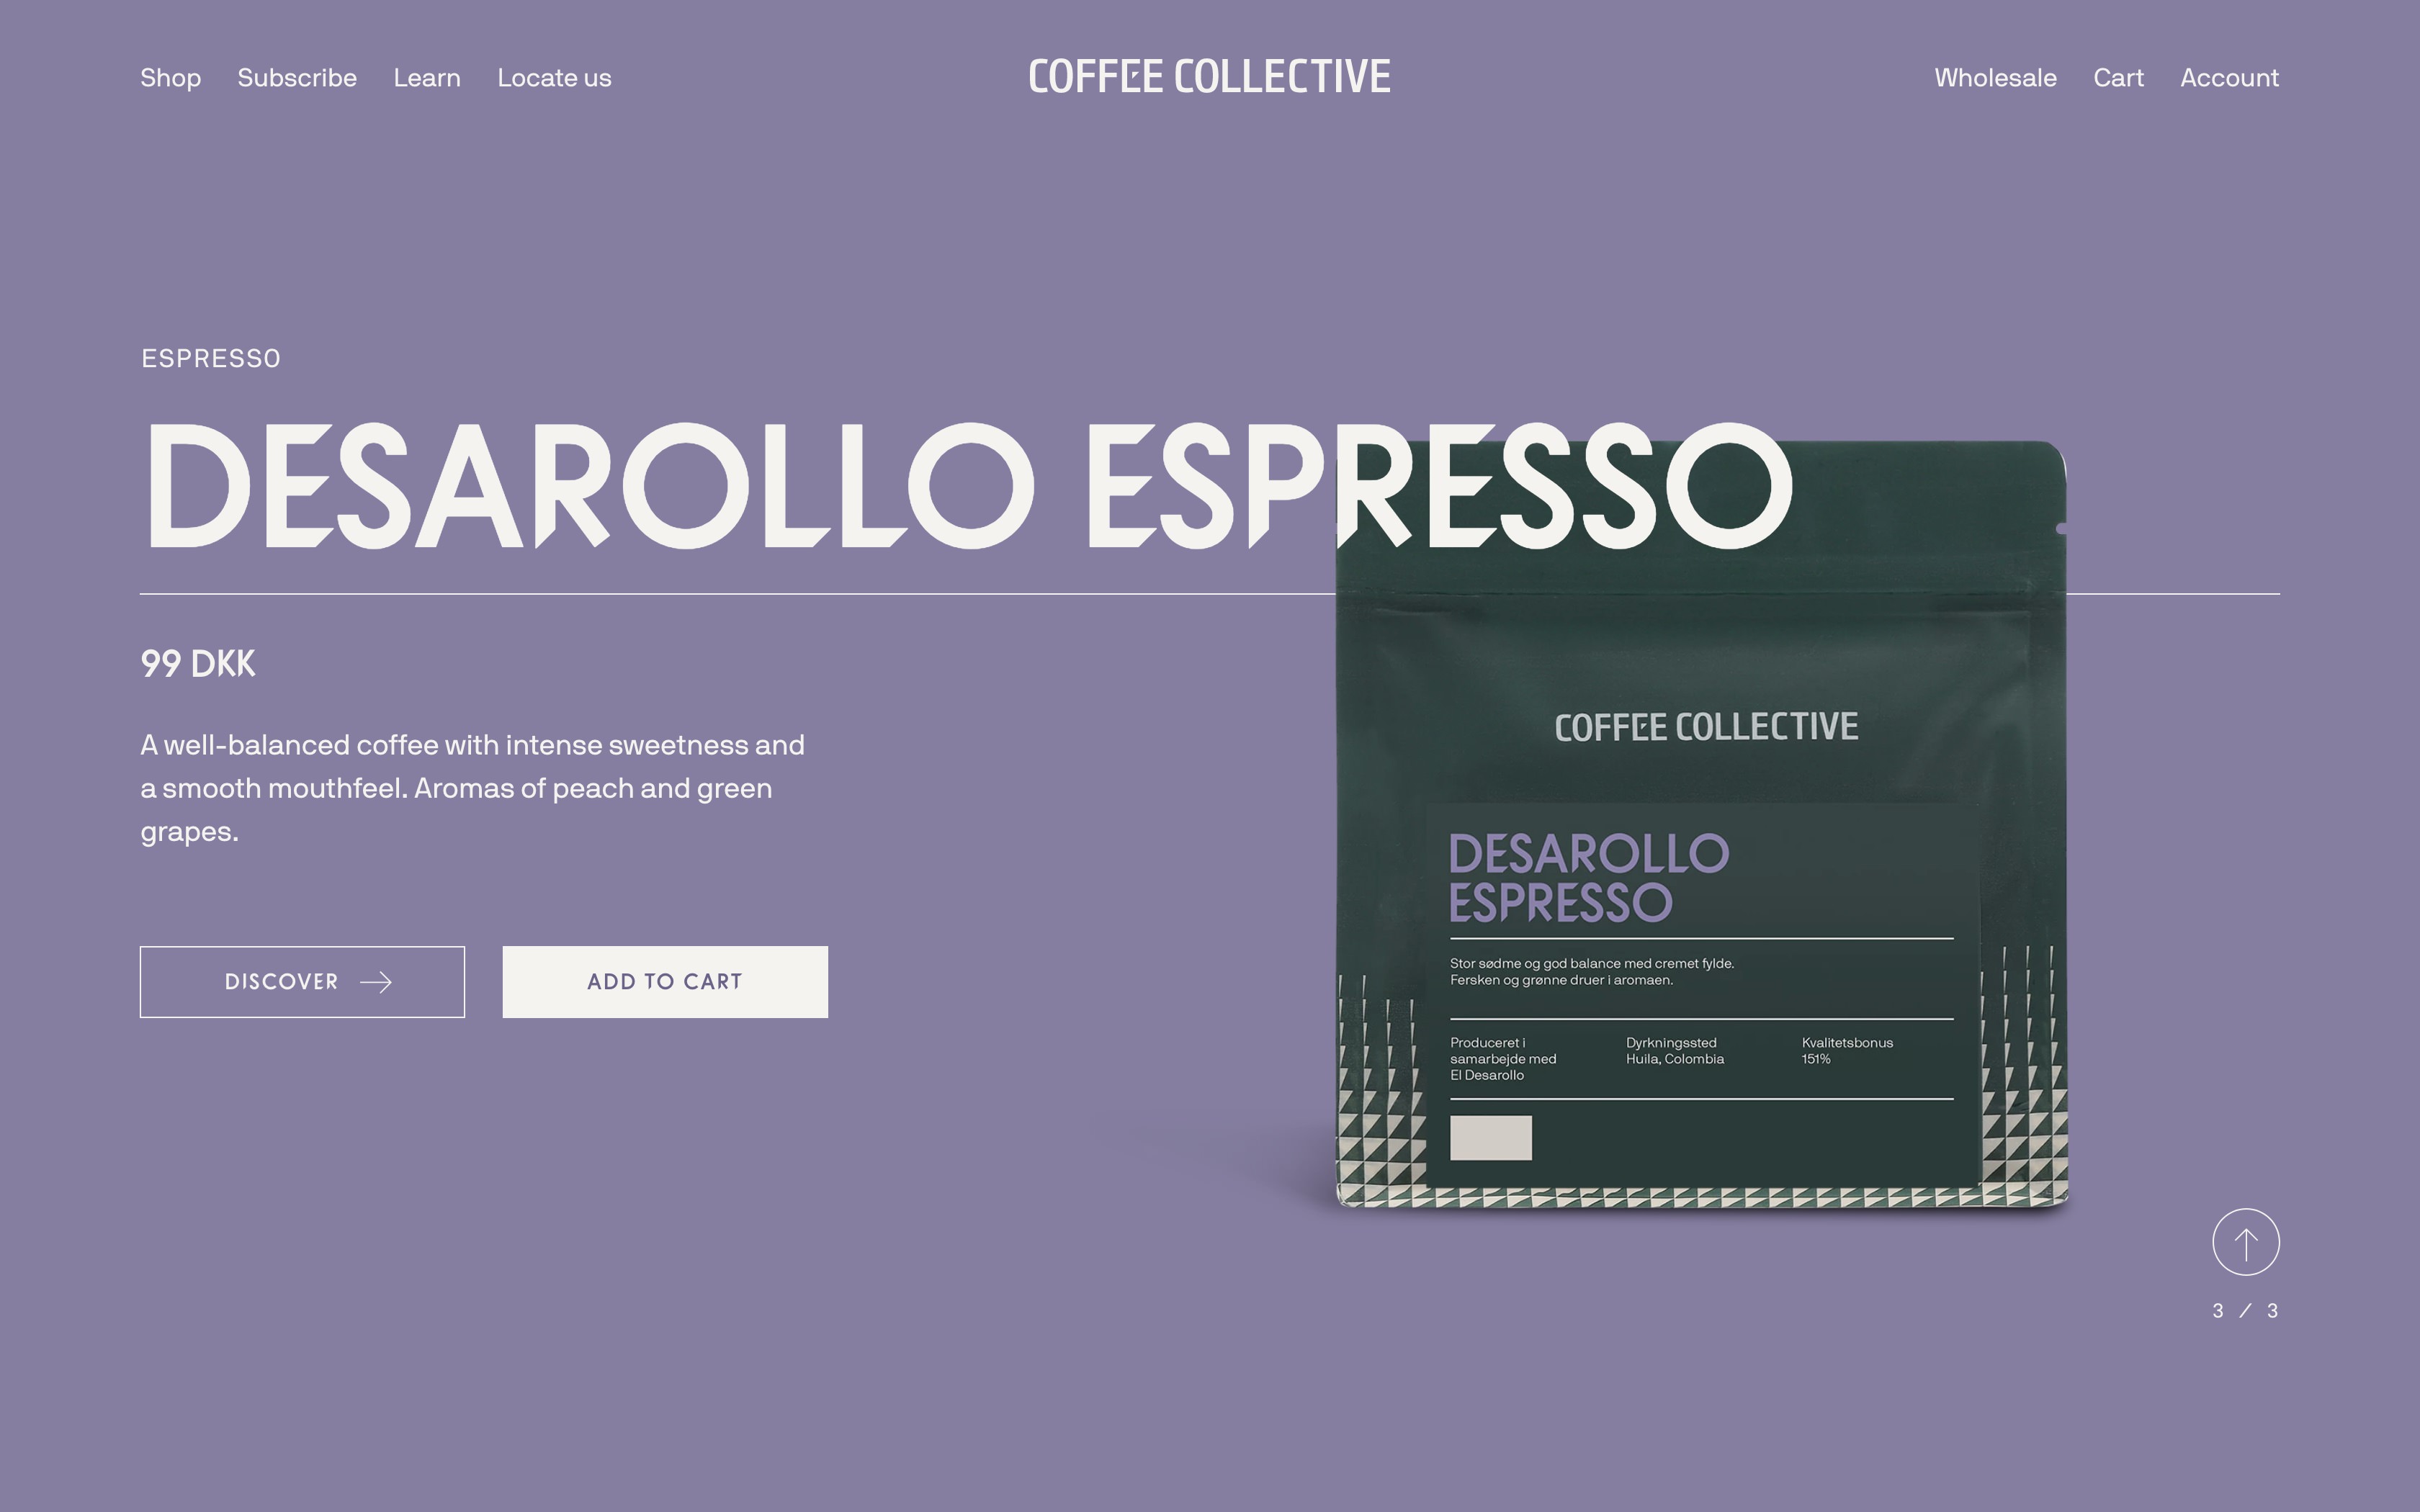 Shop Subscribe Learn Locate us
COFFEE COLLECTIVE
Wholesale Cart Account
ESPRESSO
DESAROLLO ESPRESSO
99 DKK
A well-balanced coffee with intense sweetness and
a smooth mouthfeel. Aromas of peach and green
grapes.
DISCOVER
ADD TO CART
COFFEE COLLECTIVE
DESAROLLO
ESPRESSO
Stor sødme og god balance med cremet fylde.
Fersken og grønne druer i aromaen.
Produceret i
samarbejde med
El Desarollo
Dyrkningssted
Huila, Colombia
Kvalitetsbonus
151%
3 / 3